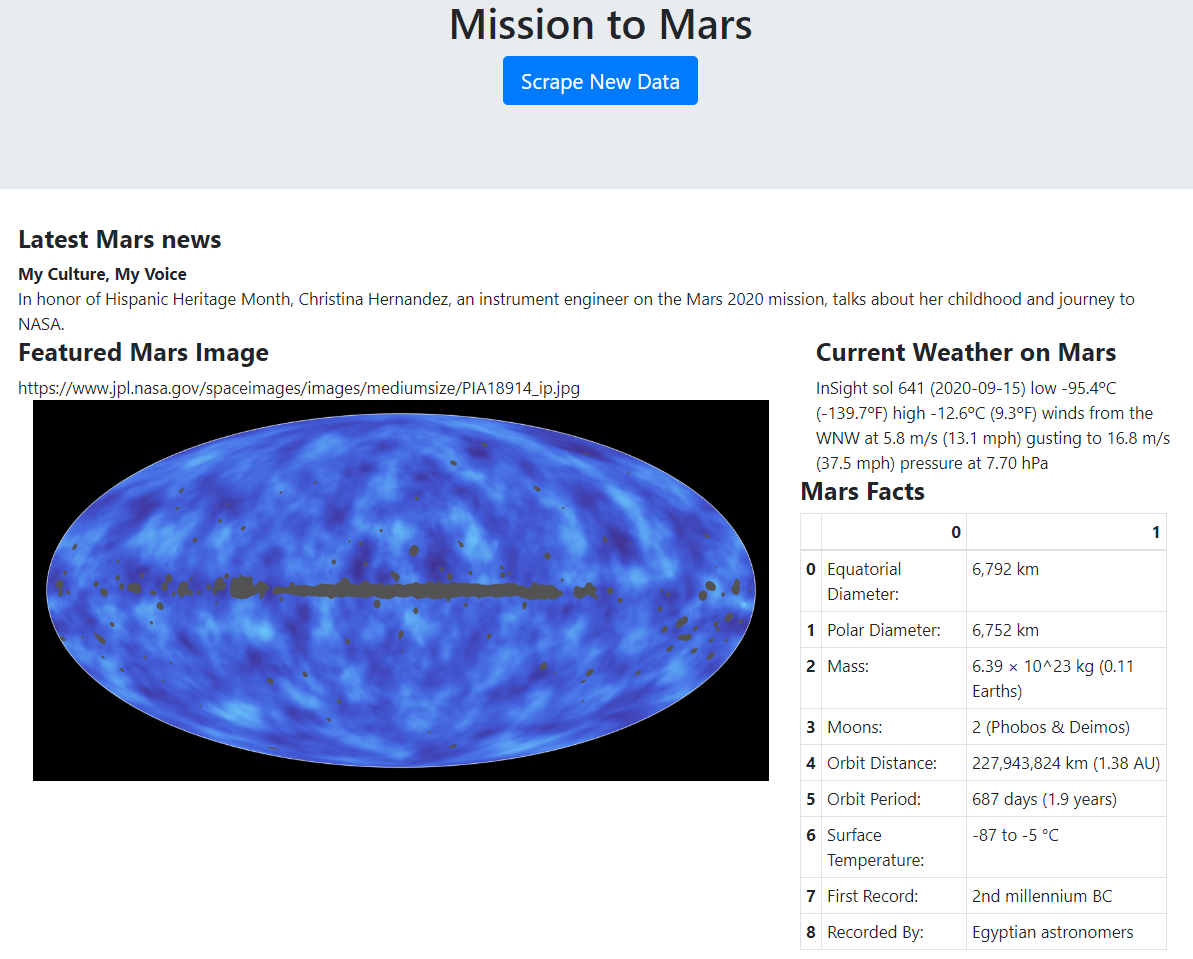 Mission to Mars
Scrape New Data
Latest Mars news
My Culture, My Voice
In honor of Hispanic Heritage Month, Christina Hernandez, an instrument engineer on the Mars 2020 mission, talks about her childhood and journey to
NASA.
Featured Mars Image
https://www.jpl.nasa.gov/spaceimages/images/mediumsize/PIA18914_ip.jpg
Current Weather on Mars
InSight sol 641 (2020-09-15) low -95.4ºC
(-139.7ºF) high -12.6ºC (9.3ºF) winds from the
WNW at 5.8 m/s (13.1 mph) gusting to 16.8 m/s
(37.5 mph) pressure at 7.70 hPa
Mars Facts
0 1
0 Equatorial Diameter: 6,792 km
1 Polar Diameter: 6,752 km
2 Mass: 6.39 × 10^23 kg (0.11 Earths)
3 Moons: 2 (Phobos & Deimos)
4 Orbit Distance: 227,943,824 km (1.38 AU)
5 Orbit Period: 687 days (1.9 years)
6 Surface Temperature: -87 to -5 °C
7 First Record: 2nd millennium BC
8 Recorded By: Egyptian astronomers